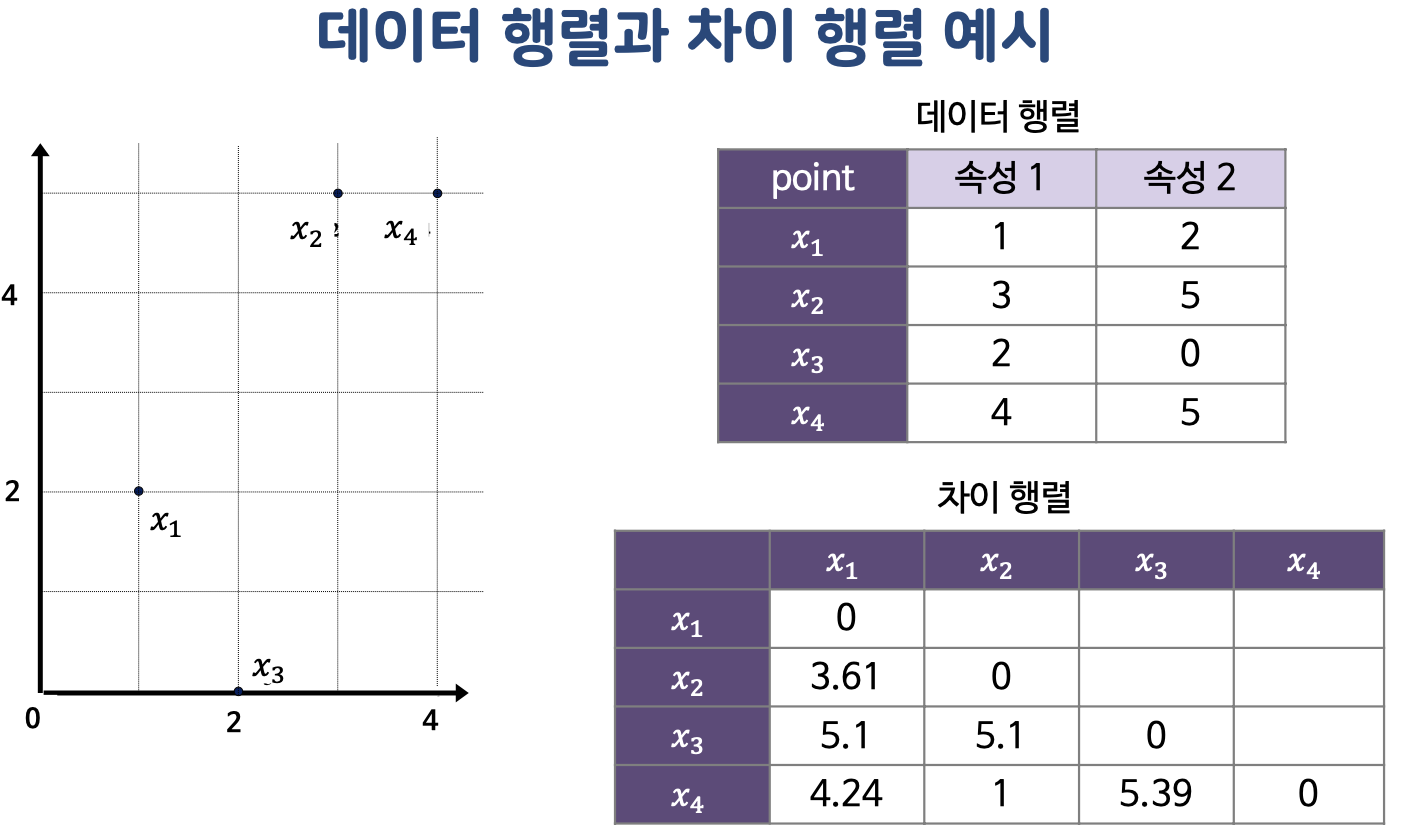 데이터 행렬과 차이 행렬 예시
x₂ x₄
4
2
x₁
x₃
0 2 4
데이터 행렬
point 속성 1 속성 2
x₁ 1 2
x₂ 3 5
x₃ 2 0
x₄ 4 5
차이 행렬
x₁ x₂ x₃ x₄
x₁ 0
x₂ 3.61 0
x₃ 5.1 5.1 0
x₄ 4.24 1 5.39 0